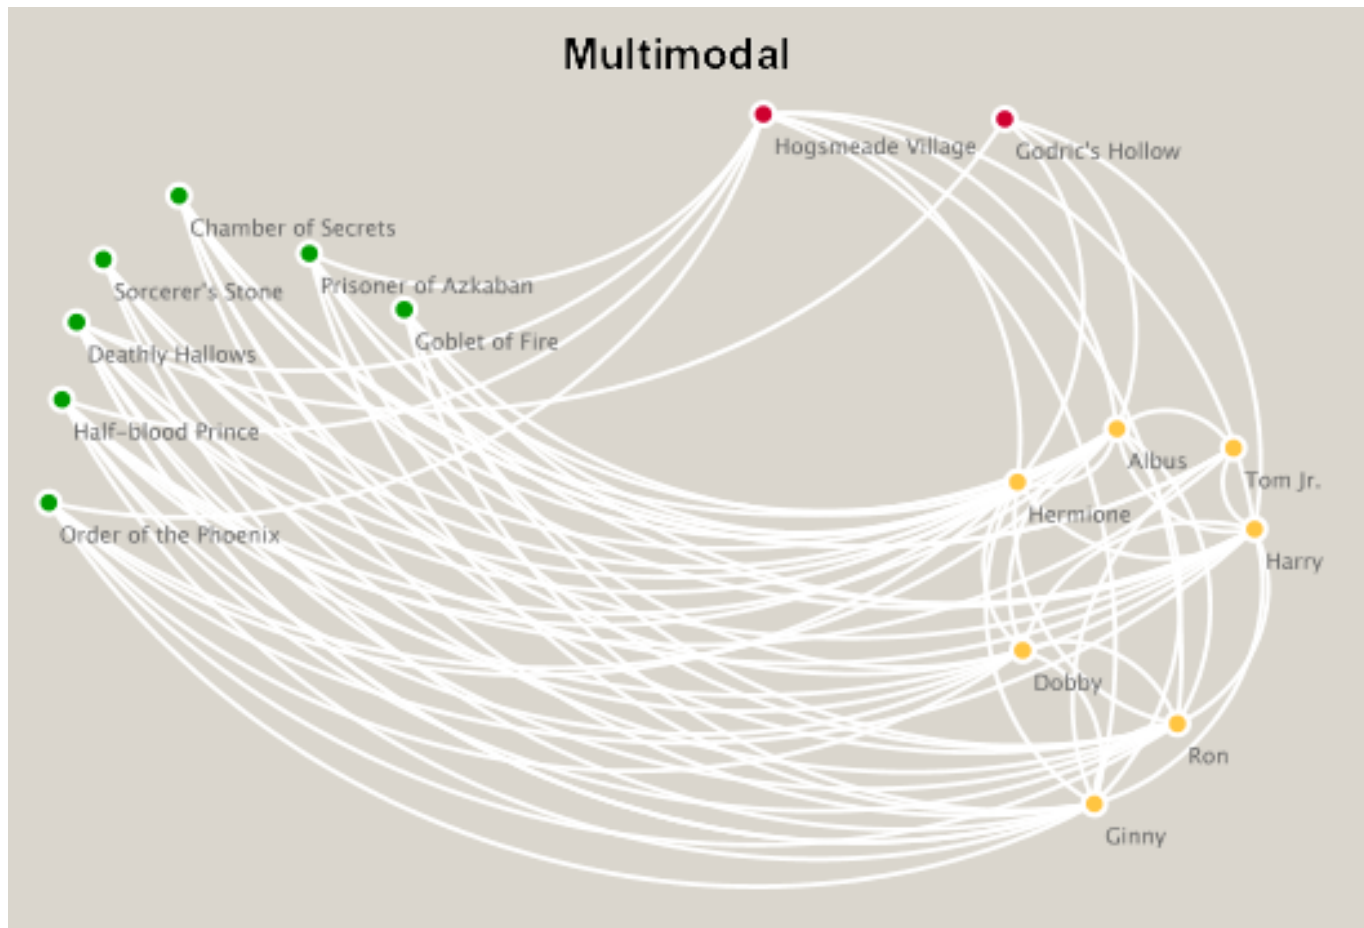 Multimodal
Hogsmeade Village
Godric's Hollow
Chamber of Secrets
Prisoner of Azkaban
Sorcerer's Stone
Goblet of Fire
Deathly Hallows
Half-blood Prince
Albus
Tom Jr.
Hermione
Order of the Phoenix
Harry
Dobby
Ron
Ginny